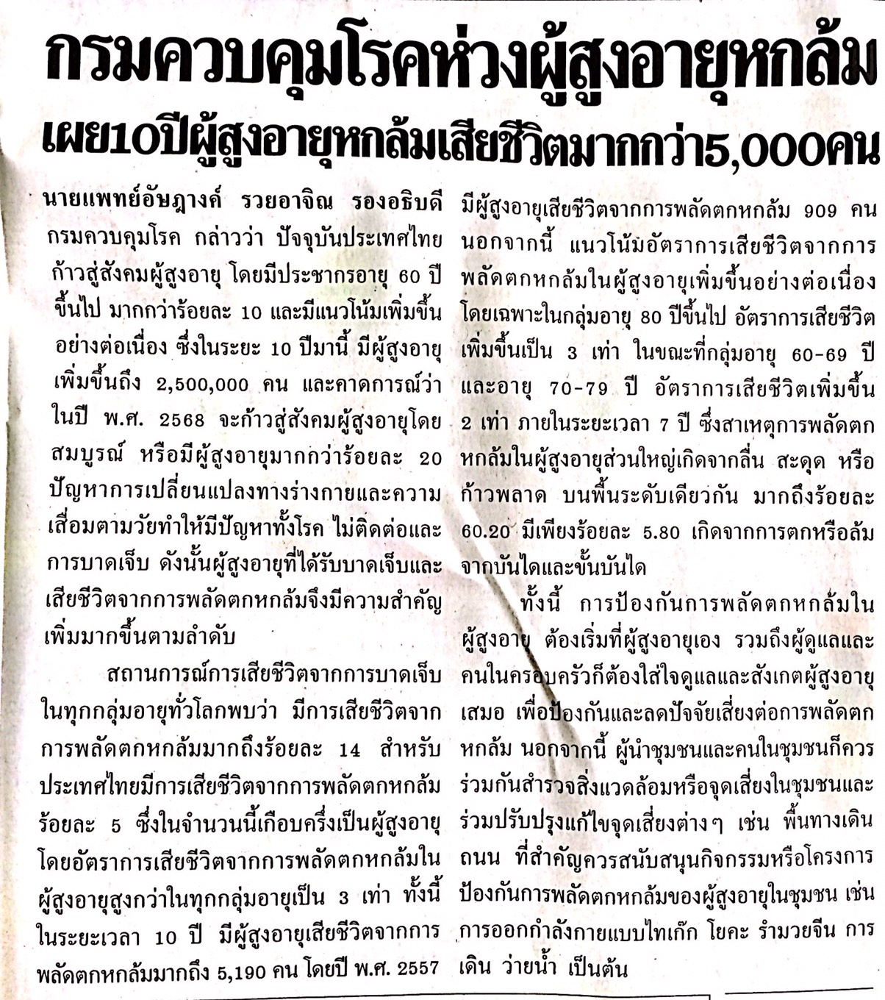 กรมควบคุมโรคห่วงผู้สูงอายุหกล้ม
เผย10ปีผู้สูงอายุหกล้มเสียชีวิตมากกว่า5,000คน
นายแพทย์อัษฎางค์ รวยอาจิณ รองอธิบดี
กรมควบคุมโรค กล่าวว่า ปัจจุบันประเทศไทย
ก้าวสู่สังคมผู้สูงอายุ โดยมีประชากรอายุ 60 ปี
ขึ้นไป มากกว่าร้อยละ 10 และมีแนวโน้มเพิ่มขึ้น
อย่างต่อเนื่อง ซึ่งในระยะ 10 ปีมานี้ มีผู้สูงอายุ
เพิ่มขึ้นถึง 2,500,000 คน และคาดการณ์ว่า
ในปี พ.ศ. 2568 จะก้าวสู่สังคมผู้สูงอายุโดย
สมบูรณ์ หรือมีผู้สูงอายุมากกว่าร้อยละ 20
ปัญหาการเปลี่ยนแปลงทางร่างกายและความ
เสื่อมตามวัยทำให้มีปัญหาทั้งโรค ไม่ติดต่อและ
การบาดเจ็บ ดังนั้นผู้สูงอายุที่ได้รับบาดเจ็บและ
เสียชีวิตจากการพลัดตกหกล้มจึงมีความสำคัญ
เพิ่มมากขึ้นตามลำดับ
สถานการณ์การเสียชีวิตจากการบาดเจ็บ
ในทุกกลุ่มอายุทั่วโลกพบว่า มีการเสียชีวิตจาก
การพลัดตกหกล้มมากถึงร้อยละ 14 สำหรับ
ประเทศไทยมีการเสียชีวิตจากการพลัดตกหกล้ม
ร้อยละ 5 ซึ่งในจำนวนนี้เกือบครึ่งเป็นผู้สูงอายุ
โดยอัตราการเสียชีวิตจากการพลัดตกหกล้มใน
ผู้สูงอายุสูงกว่าในทุกกลุ่มอายุเป็น 3 เท่า ทั้งนี้
ในระยะเวลา 10 ปี มีผู้สูงอายุเสียชีวิตจากการ
พลัดตกหกล้มมากถึง 5,190 คน โดยปี พ.ศ. 2557
มีผู้สูงอายุเสียชีวิตจากการพลัดตกหกล้ม 909 คน
นอกจากนี้ แนวโน้มอัตราการเสียชีวิตจากการ
พลัดตกหกล้มในผู้สูงอายุเพิ่มขึ้นอย่างต่อเนื่อง
โดยเฉพาะในกลุ่มอายุ 80 ปีขึ้นไป อัตราการเสียชีวิต
เพิ่มขึ้นเป็น 3 เท่า ในขณะที่กลุ่มอายุ 60-69 ปี
และอายุ 70-79 ปี อัตราการเสียชีวิตเพิ่มขึ้น
2 เท่า ภายในระยะเวลา 7 ปี ซึ่งสาเหตุการพลัดตก
หกล้มในผู้สูงอายุส่วนใหญ่เกิดจากลื่น สะดุด หรือ
ก้าวพลาด บนพื้นระดับเดียวกัน มากถึงร้อยละ
60.20 มีเพียงร้อยละ 5.80 เกิดจากการตกหรือล้ม
จากบันไดและขั้นบันได
ทั้งนี้ การป้องกันการพลัดตกหกล้มใน
ผู้สูงอายุ ต้องเริ่มที่ผู้สูงอายุเอง รวมถึงผู้ดูแลและ
คนในครอบครัวก็ต้องใส่ใจดูแลและสังเกตผู้สูงอายุ
เสมอ เพื่อป้องกันและลดปัจจัยเสี่ยงต่อการพลัดตก
หกล้ม นอกจากนี้ ผู้นำชุมชนและคนในชุมชนก็ควร
ร่วมกันสำรวจสิ่งแวดล้อมหรือจุดเสี่ยงในชุมชนและ
ร่วมปรับปรุงแก้ไขจุดเสี่ยงต่างๆ เช่น พื้นทางเดิน
ถนน ที่สำคัญควรสนับสนุนกิจกรรมหรือโครงการ
ป้องกันการพลัดตกหกล้มของผู้สูงอายุในชุมชน เช่น
การออกกำลังกายแบบไทเก๊ก โยคะ รำมวยจีน การ
เดิน ว่ายน้ำ เป็นต้น